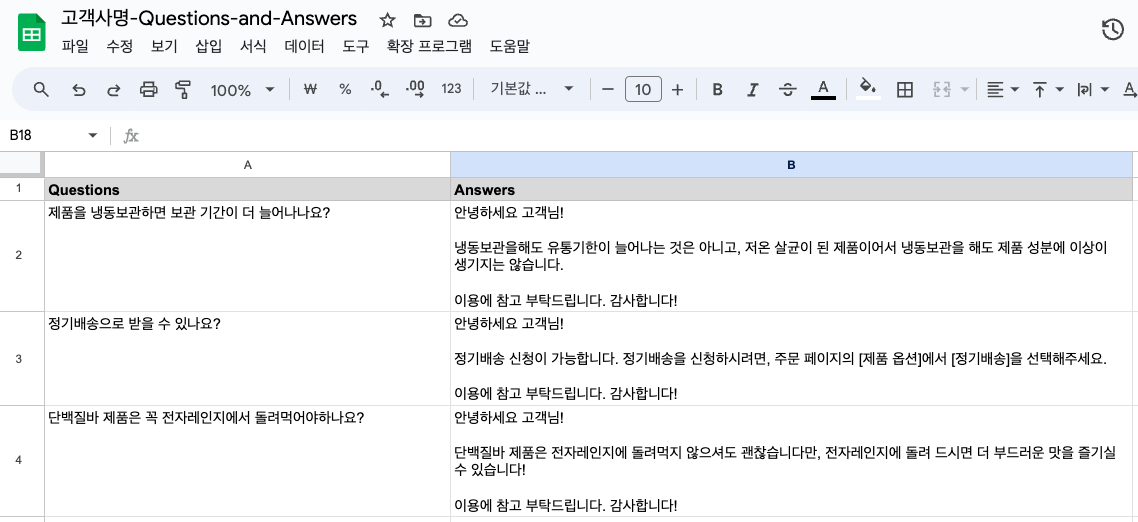 고객사명-Questions-and-Answers
파일 수정 보기 삽입 서식 데이터 도구 확장 프로그램 도움말
100% ₩ % .0 .00 123 기본값 ... 10 B I S A
B18 fx
A B
1 Questions Answers
2 제품을 냉동보관하면 보관 기간이 더 늘어나나요? 안녕하세요 고객님!
냉동보관을해도 유통기한이 늘어나는 것은 아니고, 저온 살균이 된 제품이어서 냉동보관을 해도 제품 성분에 이상이
생기지는 않습니다.
이용에 참고 부탁드립니다. 감사합니다!
3 정기배송으로 받을 수 있나요? 안녕하세요 고객님!
정기배송 신청이 가능합니다. 정기배송을 신청하시려면, 주문 페이지의 [제품 옵션]에서 [정기배송]을 선택해주세요.
이용에 참고 부탁드립니다. 감사합니다!
4 단백질바 제품은 꼭 전자레인지에서 돌려먹어야하나요? 안녕하세요 고객님!
단백질바 제품은 전자레인지에 돌려먹지 않으셔도 괜찮습니다만, 전자레인지에 돌려 드시면 더 부드러운 맛을 즐기실
수 있습니다!
이용에 참고 부탁드립니다. 감사합니다!